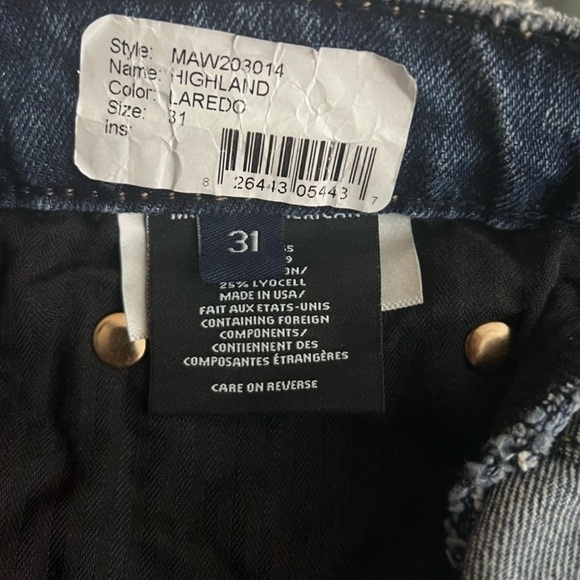 Style: MAW203014
Name: HIGHLAND
Color: LAREDO
Size: 31
ins:
8 26443 05443 7
31
25% LYOCELL
MADE IN USA/
FAIT AUX ETATS-UNIS
CONTAINING FOREIGN
COMPONENTS/
CONTIENNENT DES
COMPOSANTES ÉTRANGÈRES
CARE ON REVERSE